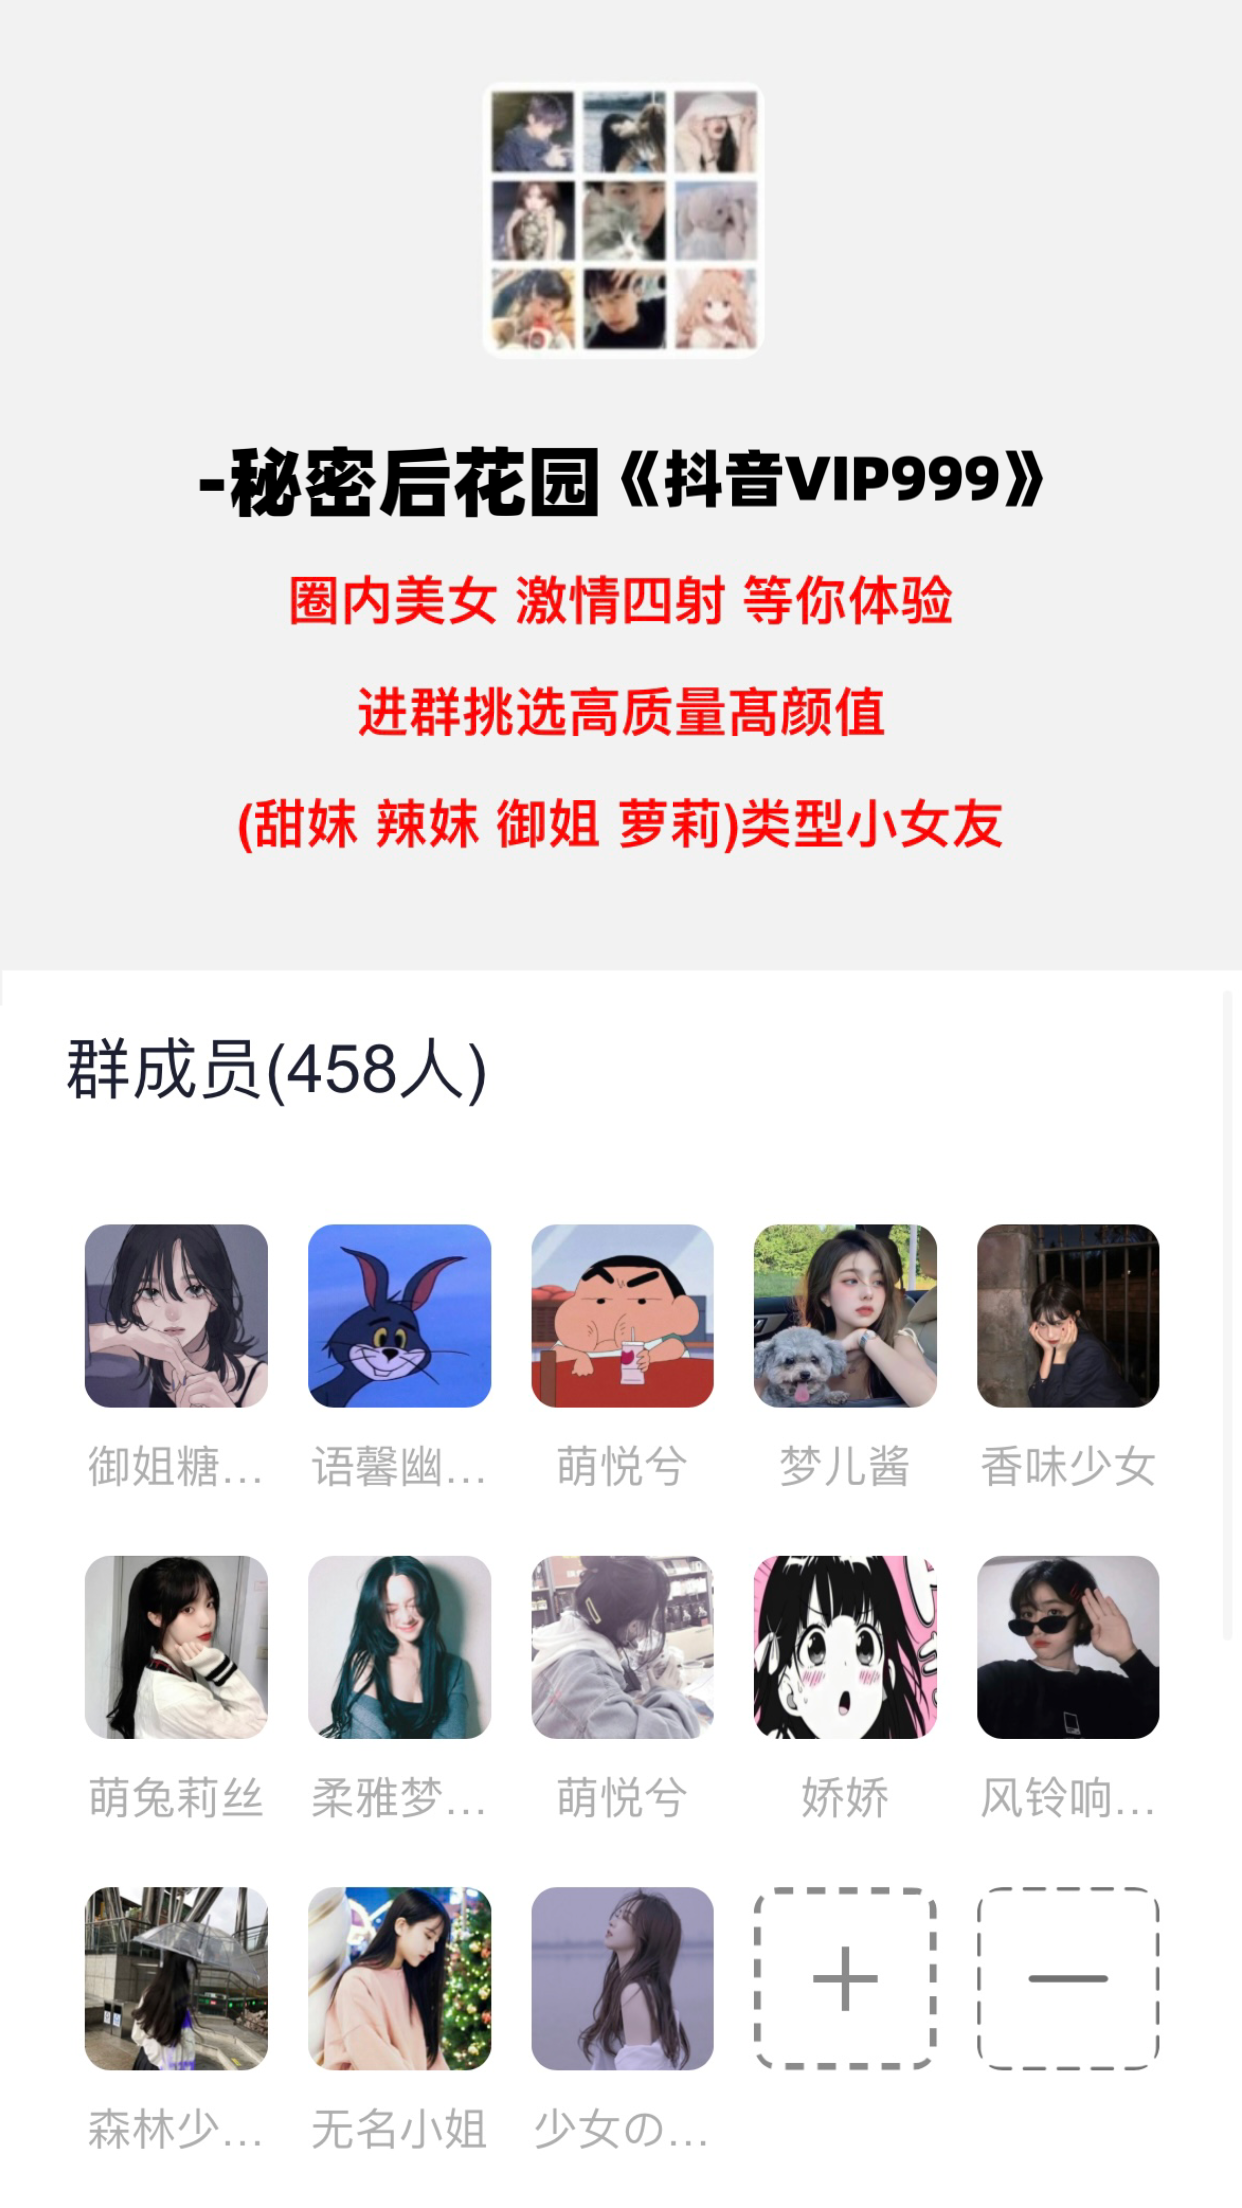 -秘密后花园《抖音VIP999》
圈内美女 激情四射 等你体验
进群挑选高质量髙颜值
(甜妹 辣妹 御姐 萝莉)类型小女友
群成员(458人)
御姐糖... 语馨幽... 萌悦兮 梦儿酱 香味少女
萌兔莉丝 柔雅梦... 萌悦兮 娇娇 风铃响...
森林少... 无名小姐 少女の...